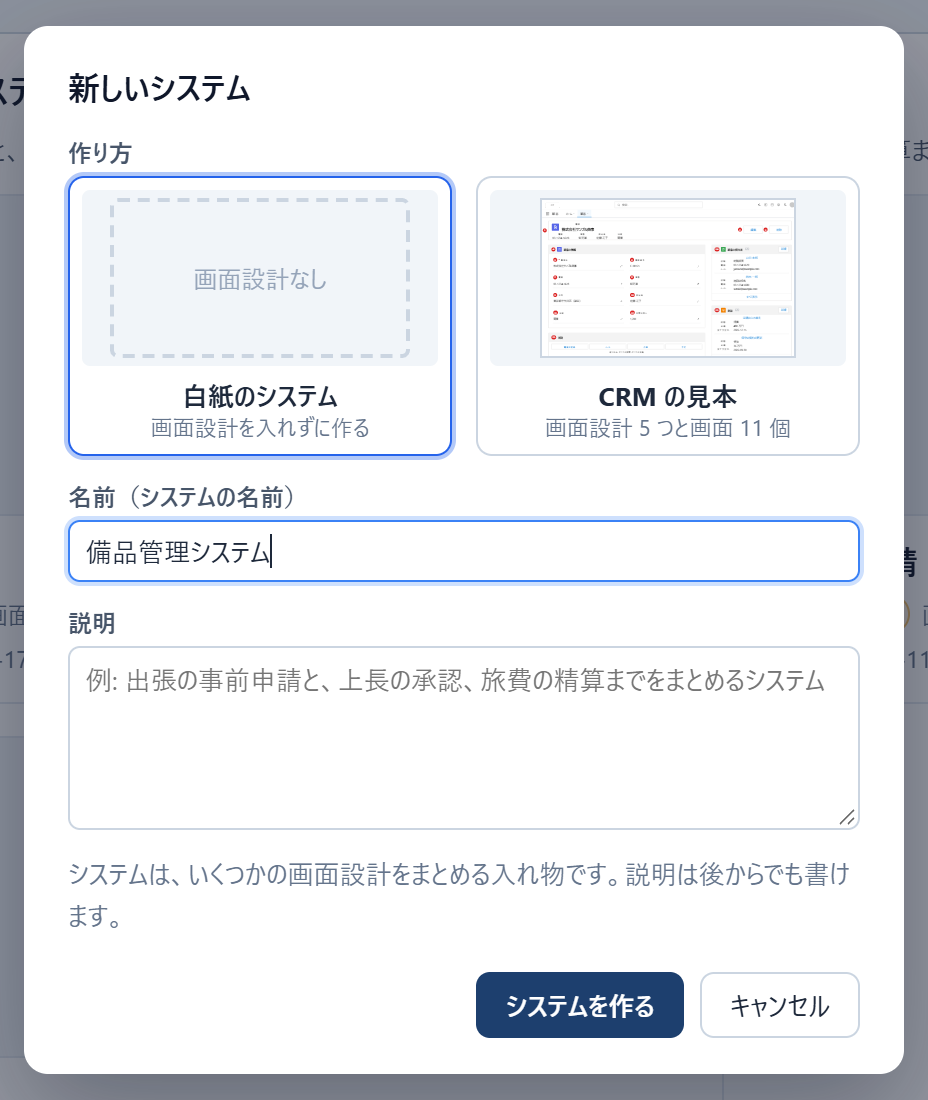 新しいシステム
作り方
画面設計なし
白紙のシステム
画面設計を入れずに作る
CRM の見本
画面設計 5 つと画面 11 個
名前（システムの名前）
備品管理システム
説明
例: 出張の事前申請と、上長の承認、旅費の精算までをまとめるシステム
システムは、いくつかの画面設計をまとめる入れ物です。説明は後からでも書け
ます。
システムを作る
キャンセル